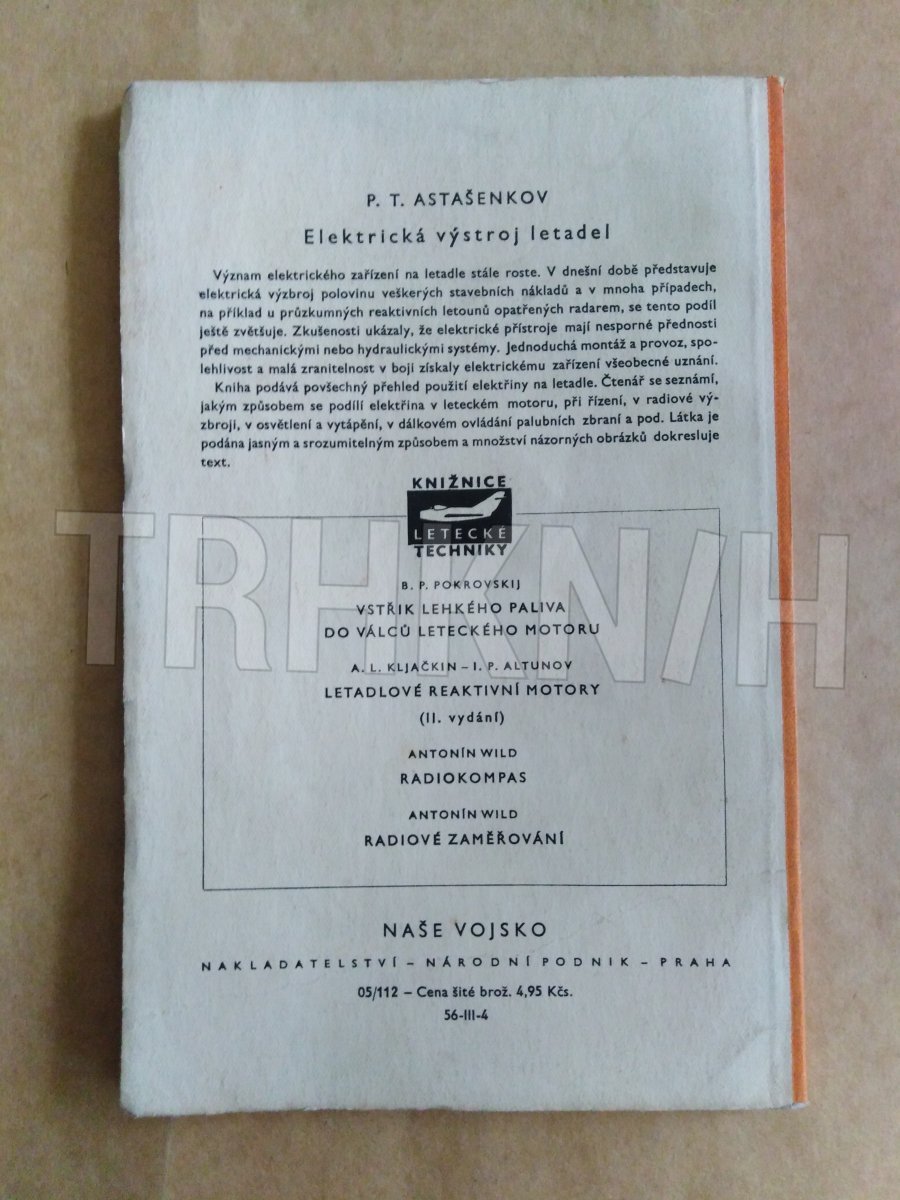 P. T. ASTAŠENKOV
Elektrická výstroj letadel
Význam elektrického zařízení na letadle stále roste. V dnešní době představuje
elektrická výzbroj polovinu veškerých stavebních nákladů a v mnoha případech,
na příklad u průzkumných reaktivních letounů opatřených radarem, se tento podíl
ještě zvětšuje. Zkušenosti ukázaly, že elektrické přístroje mají nesporné přednosti
před mechanickými nebo hydraulickými systémy. Jednoduchá montáž a provoz, spo-
lehlivost a malá zranitelnost v boji získaly elektrickému zařízení všeobecné uznání.
Kniha podává povšechný přehled použití elektřiny na letadle. Čtenář se seznámí,
jakým způsobem se podílí elektřina v leteckém motoru, při řízení, v radiové vý-
zbroji, v osvětlení a vytápění, v dálkovém ovládání palubních zbraní a pod. Látka je
podána jasným a srozumitelným způsobem a množství názorných obrázků dokresluje
text.
KNIŽNICE
LETECKÉ
TECHNIKY
TRHKNIH
B. P. POKROVSKIJ
VSTŘIK LEHKÉHO PALIVA
DO VÁLCŮ LETECKÉHO MOTORU
A. L. KLJAČKIN – I. P. ALTUNOV
LETADLOVÉ REAKTIVNÍ MOTORY
(II. vydání)
ANTONÍN WILD
RADIOKOMPAS
ANTONÍN WILD
RADIOVÉ ZAMĚŘOVÁNÍ
NAŠE VOJSKO
NAKLADATELSTVÍ – NÁRODNÍ PODNIK – PRAHA
05/112 – Cena šité brož. 4,95 Kčs.
56-III-4